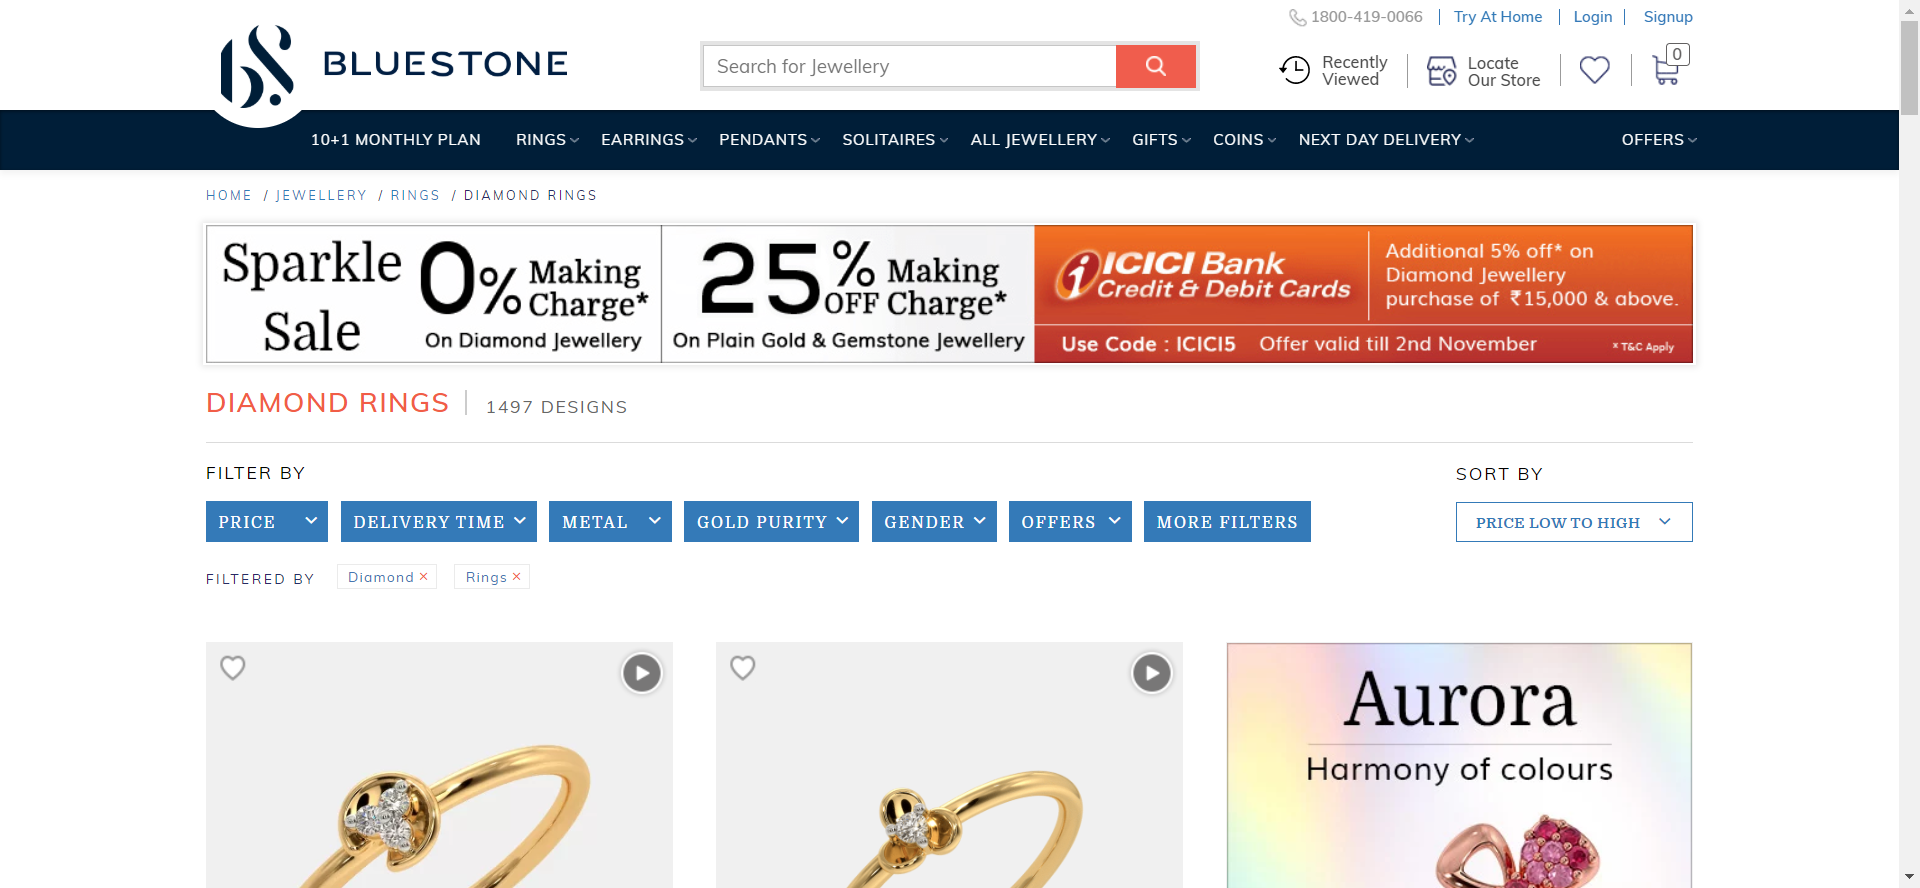 1800-419-0066
Try At Home
Login
Signup
BLUESTONE
Search for Jewellery
Recently
Viewed
Locate
Our Store
0
10+1 MONTHLY PLAN
RINGS
EARRINGS
PENDANTS
SOLITAIRES
ALL JEWELLERY
GIFTS
COINS
NEXT DAY DELIVERY
OFFERS
HOME / JEWELLERY / RINGS / DIAMOND RINGS
Sparkle
Sale
0% Making
Charge*
On Diamond Jewellery
25% OFF Making
Charge*
On Plain Gold & Gemstone Jewellery
ICICI Bank
Credit & Debit Cards
Additional 5% off* on
Diamond Jewellery
purchase of ₹15,000 & above.
Use Code : ICICI5 Offer valid till 2nd November
* T&C Apply
DIAMOND RINGS
1497 DESIGNS
FILTER BY
SORT BY
PRICE
DELIVERY TIME
METAL
GOLD PURITY
GENDER
OFFERS
MORE FILTERS
PRICE LOW TO HIGH
FILTERED BY
Diamond ×
Rings ×
Aurora
Harmony of colours